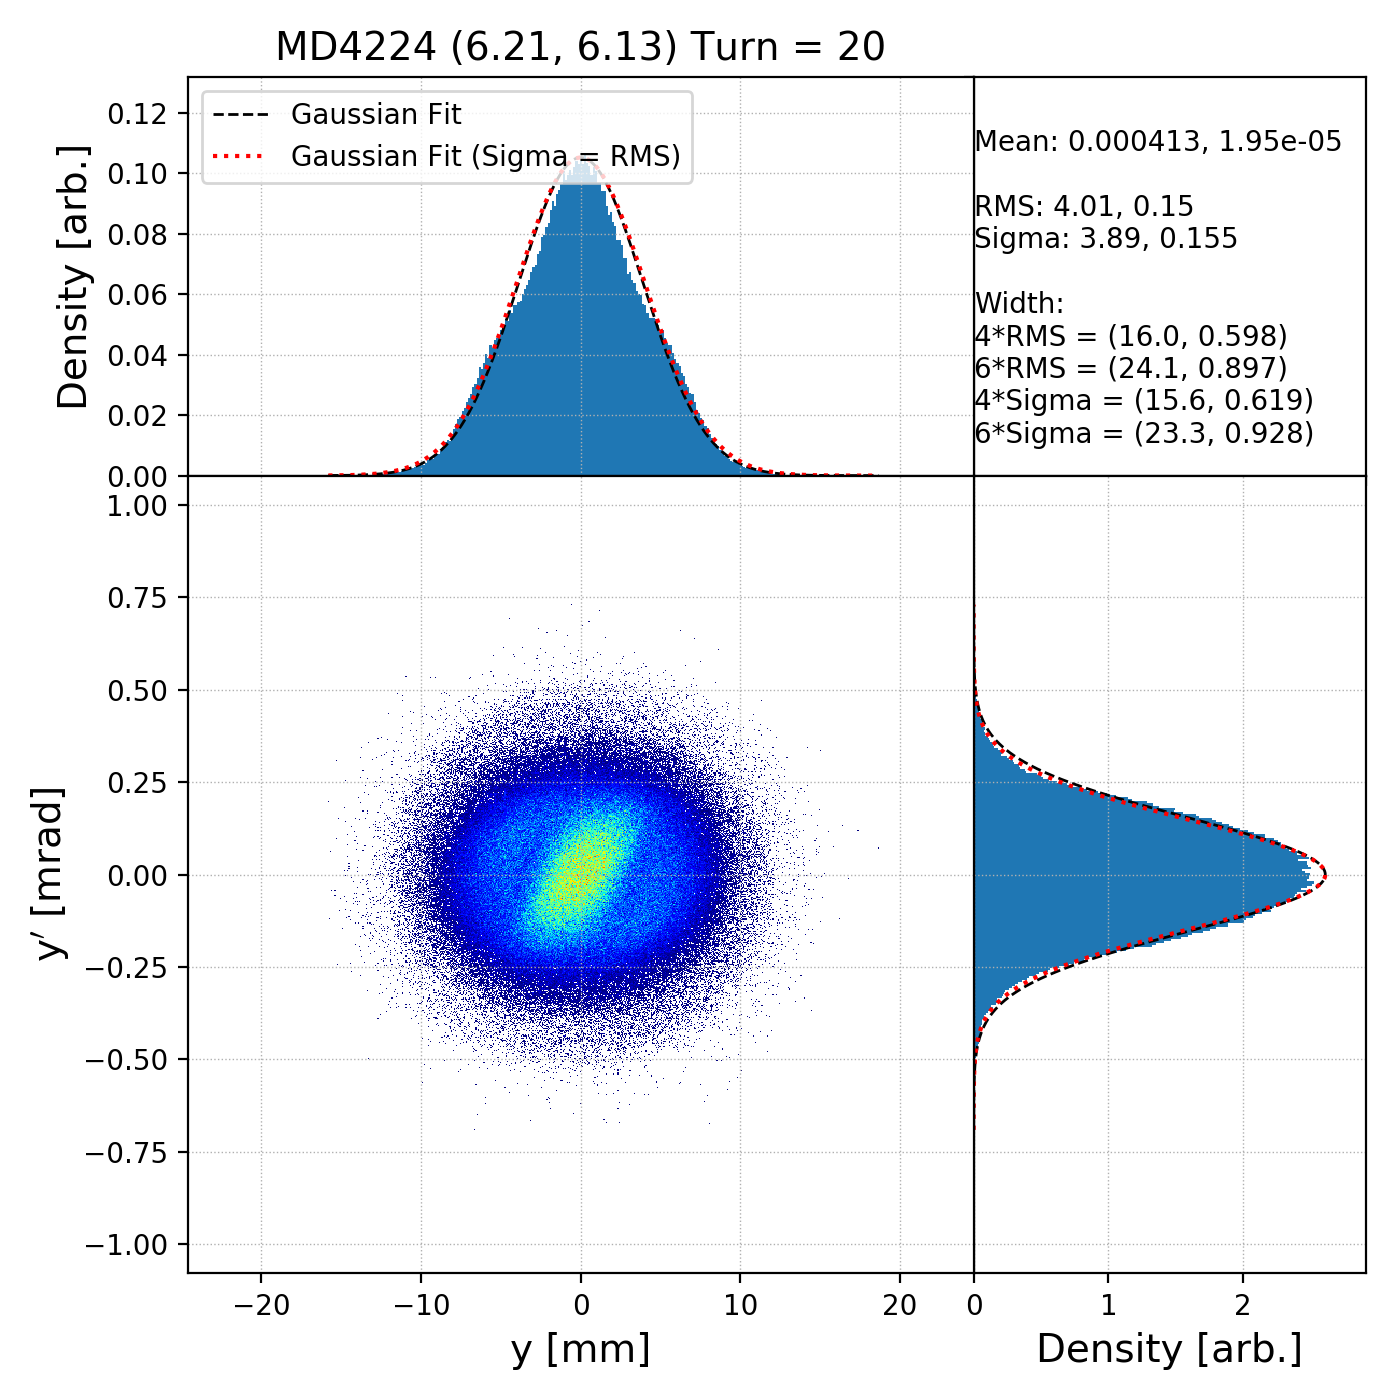 MD4224 (6.21, 6.13) Turn = 20
Gaussian Fit
Gaussian Fit (Sigma = RMS)
Density [arb.]
0.12
0.10
0.08
0.06
0.04
0.02
0.00
Mean: 0.000413, 1.95e-05
RMS: 4.01, 0.15
Sigma: 3.89, 0.155
Width:
4*RMS = (16.0, 0.598)
6*RMS = (24.1, 0.897)
4*Sigma = (15.6, 0.619)
6*Sigma = (23.3, 0.928)
y′ [mrad]
1.00
0.75
0.50
0.25
0.00
−0.25
−0.50
−0.75
−1.00
−20 −10 0 10 20
y [mm]
0 1 2
Density [arb.]